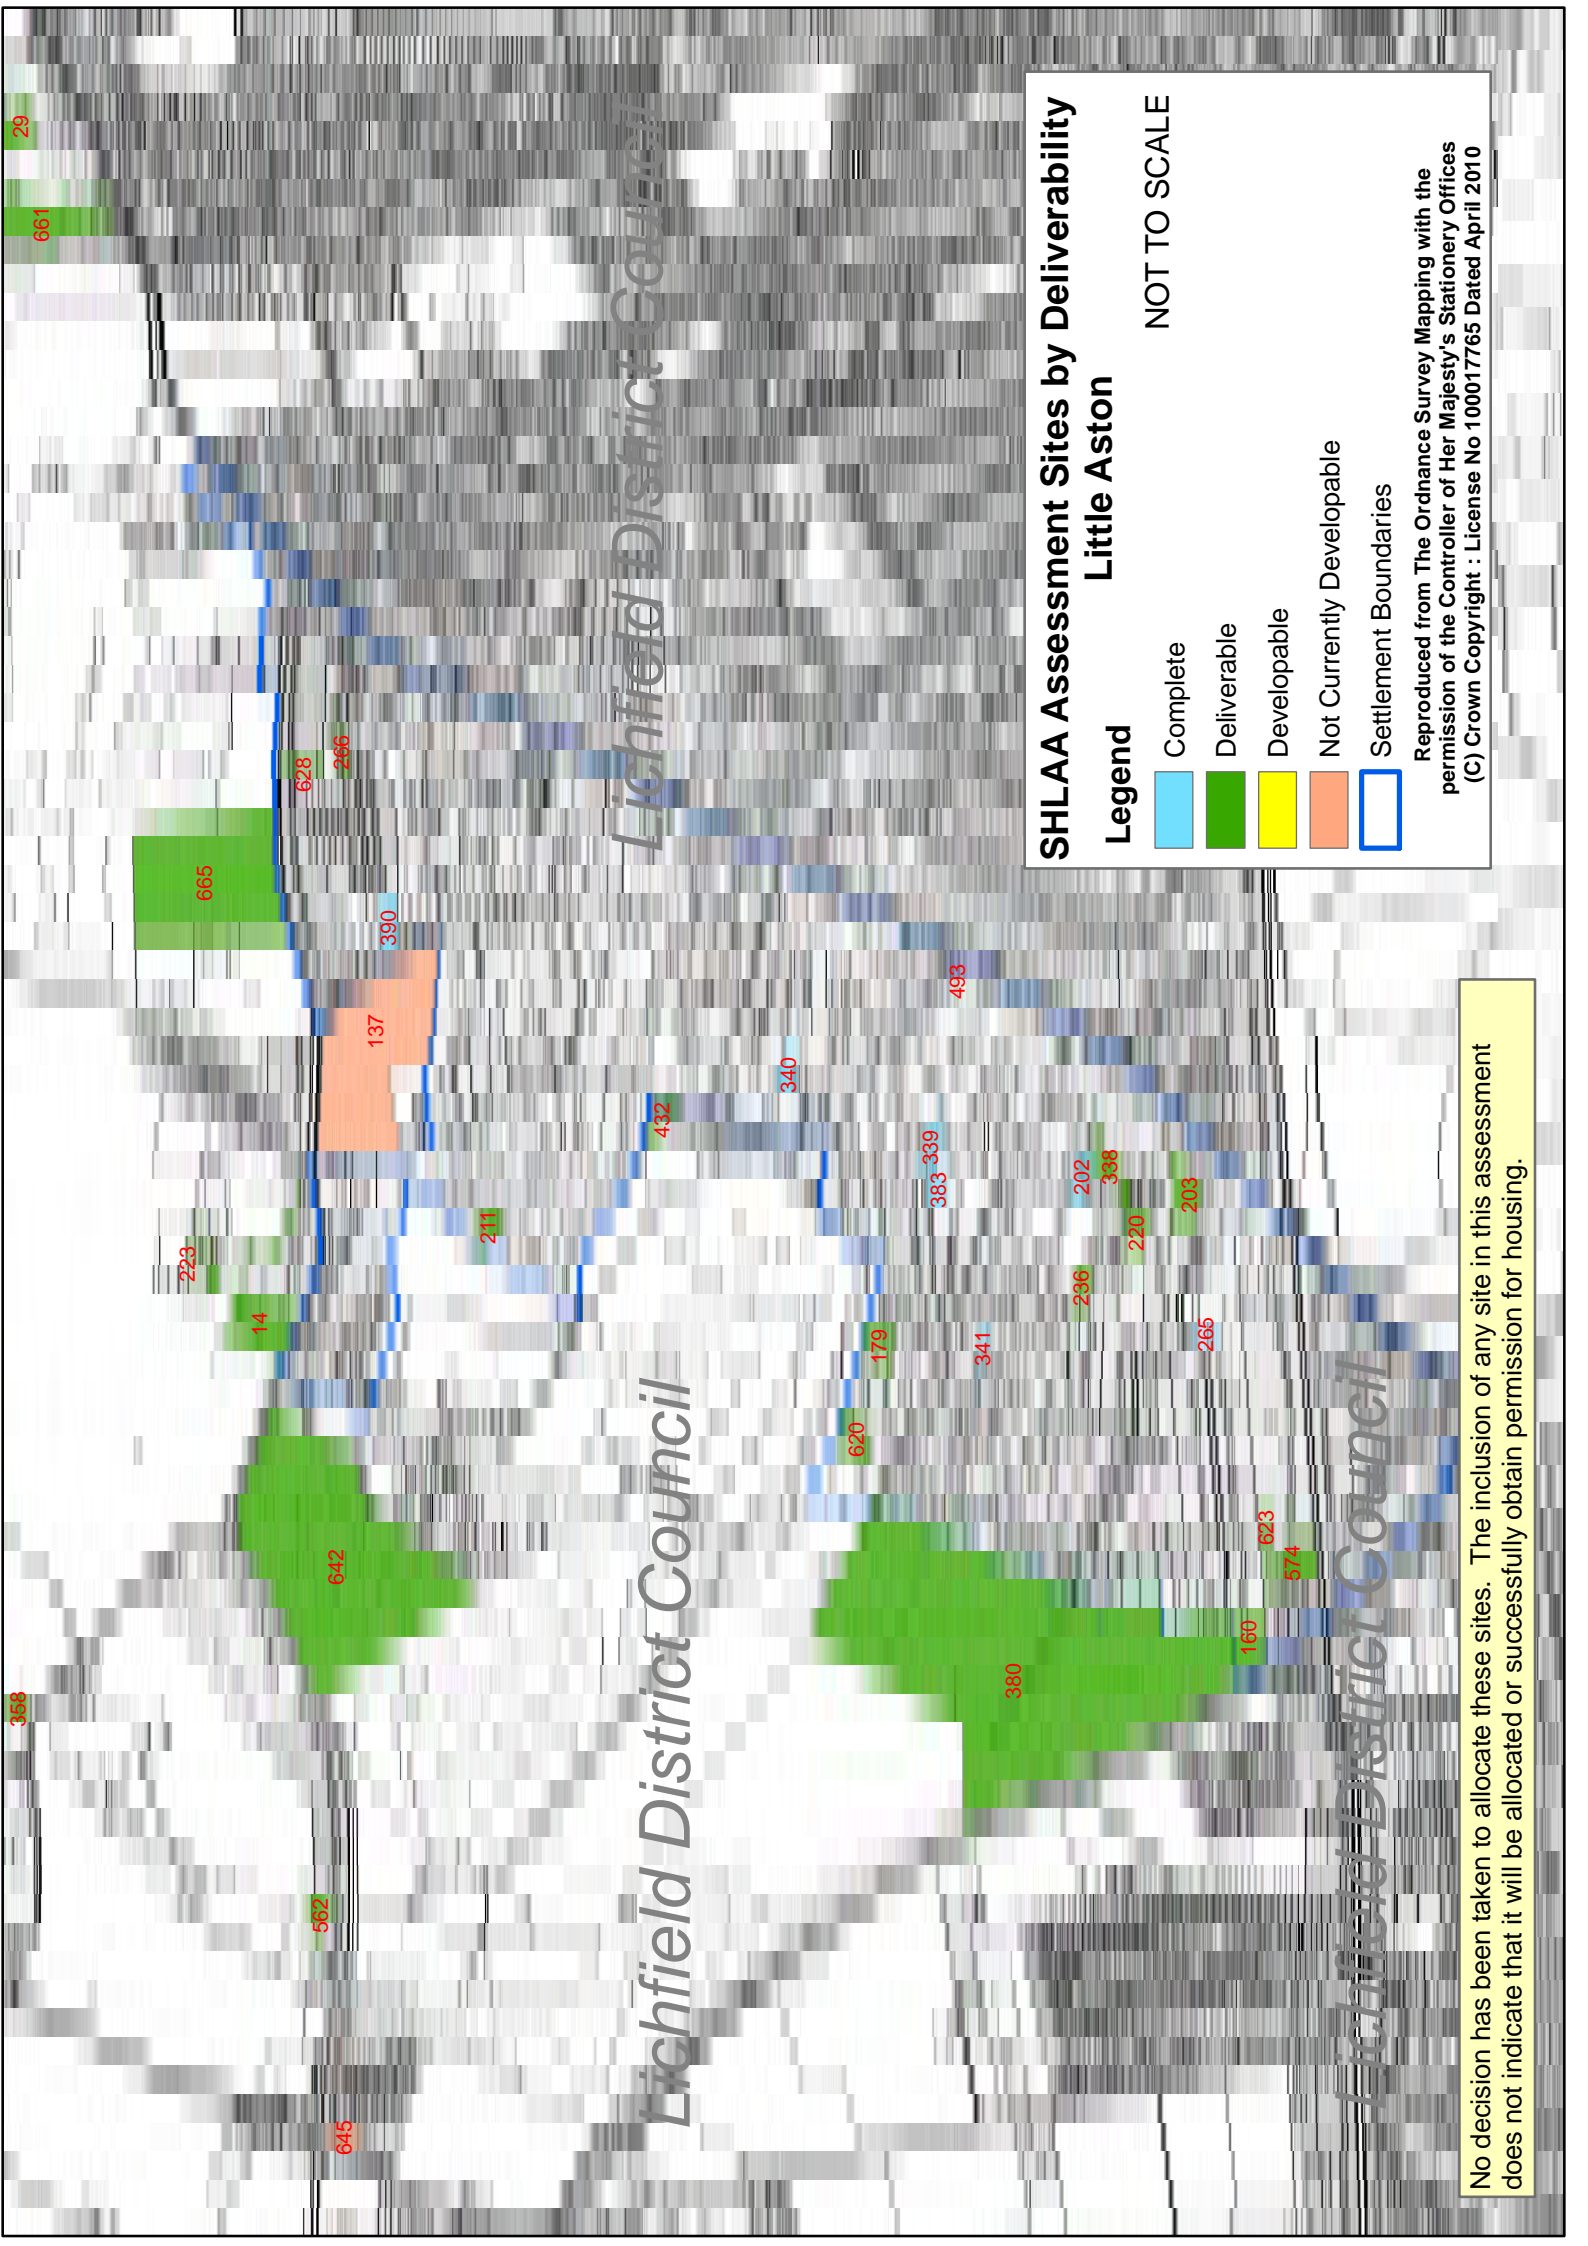 SHLAA Assessment Sites by Deliverability
Little Aston
NOT TO SCALE
Legend
Complete
Deliverable
Developable
Not Currently Developable
Settlement Boundaries
Reproduced from The Ordnance Survey Mapping with the
permission of the Controller of Her Majesty's Stationery Offices
(C) Crown Copyright : License No 100017765 Dated April 2010
No decision has been taken to allocate these sites. The inclusion of any site in this assessment
does not indicate that it will be allocated or successfully obtain permission for housing.
Lichfield District Council
Lichfield District Council
Lichfield District Council
358
29
661
223
665
14
628
642
562
645
266
137
390
211
432
340
620
179
383
339
493
341
380
236
202
338
220
203
265
160
623
574